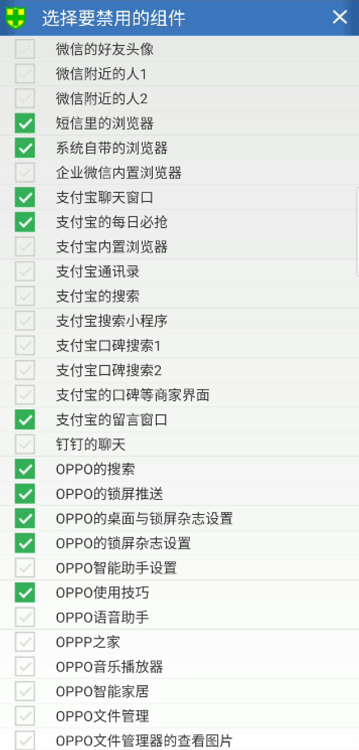 选择要禁用的组件
微信的好友头像
微信附近的人1
微信附近的人2
短信里的浏览器
系统自带的浏览器
企业微信内置浏览器
支付宝聊天窗口
支付宝的每日必抢
支付宝内置浏览器
支付宝通讯录
支付宝的搜索
支付宝搜索小程序
支付宝口碑搜索1
支付宝口碑搜索2
支付宝的口碑等商家界面
支付宝的留言窗口
钉钉的聊天
OPPO的搜索
OPPO的锁屏推送
OPPO的桌面与锁屏杂志设置
OPPO的锁屏杂志设置
OPPO智能助手设置
OPPO使用技巧
OPPO语音助手
OPPP之家
OPPO音乐播放器
OPPO智能家居
OPPO文件管理
OPPO文件管理器的查看图片